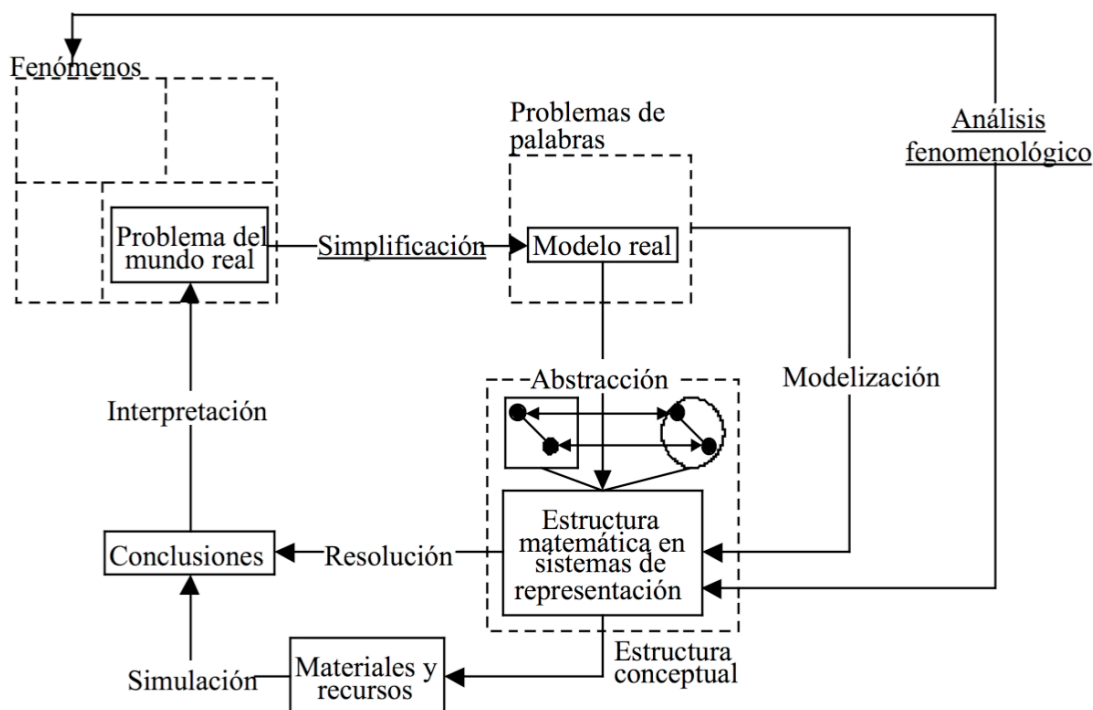 Fenómenos
Problemas de
palabras
Análisis
fenomenológico
Problema del
mundo real
Simplificación
Modelo real
Abstracción
Modelización
Interpretación
Estructura
matemática en
sistemas de
representación
Conclusiones
Resolución
Simulación
Materiales y
recursos
Estructura
conceptual